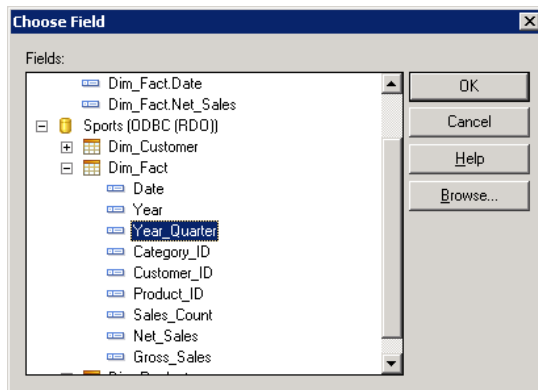 Choose Field
Fields:
Dim_Fact.Date
Dim_Fact.Net_Sales
Sports (ODBC (RDO))
Dim_Customer
Dim_Fact
Date
Year
Year_Quarter
Category_ID
Customer_ID
Product_ID
Sales_Count
Net_Sales
Gross_Sales
OK
Cancel
Help
Browse...